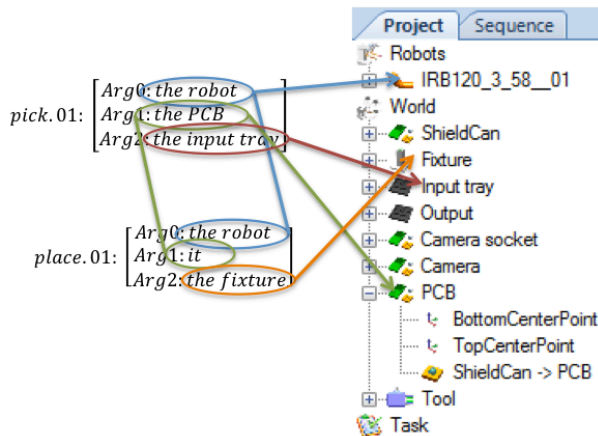 Project Sequence
Robots
IRB120_3_58__01
World
ShieldCan
Fixture
Input tray
Output
Camera socket
Camera
PCB
BottomCenterPoint
TopCenterPoint
ShieldCan -> PCB
Tool
Task
pick.01:
Arg0: the robot
Arg1: the PCB
Arg2: the input tray
place.01:
Arg0: the robot
Arg1: it
Arg2: the fixture